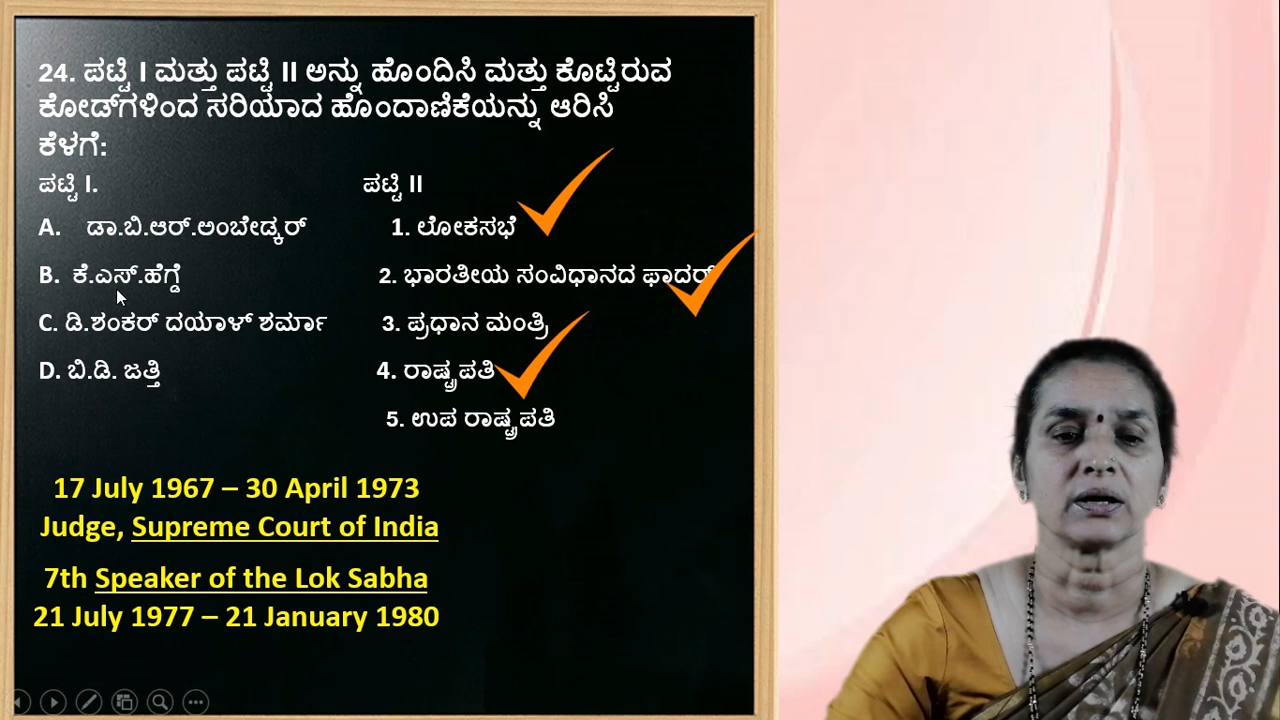 24. ಪಟ್ಟಿ I ಮತ್ತು ಪಟ್ಟಿ II ಅನ್ನು ಹೊಂದಿಸಿ ಮತ್ತು ಕೊಟ್ಟಿರುವ
ಕೋಡ್‌ಗಳಿಂದ ಸರಿಯಾದ ಹೊಂದಾಣಿಕೆಯನ್ನು ಆರಿಸಿ
ಕೆಳಗೆ:
ಪಟ್ಟಿ I. ಪಟ್ಟಿ II
A. ಡಾ.ಬಿ.ಆರ್.ಅಂಬೇಡ್ಕರ್ 1. ಲೋಕಸಭೆ
B. ಕೆ.ಎಸ್.ಹೆಗ್ಡೆ 2. ಭಾರತೀಯ ಸಂವಿಧಾನದ ಫಾದರ್
C. ಡಿ.ಶಂಕರ್ ದಯಾಳ್ ಶರ್ಮಾ 3. ಪ್ರಧಾನ ಮಂತ್ರಿ
D. ಬಿ.ಡಿ. ಜತ್ತಿ 4. ರಾಷ್ಟ್ರಪತಿ
5. ಉಪ ರಾಷ್ಟ್ರಪತಿ
17 July 1967 – 30 April 1973
Judge, Supreme Court of India
7th Speaker of the Lok Sabha
21 July 1977 – 21 January 1980